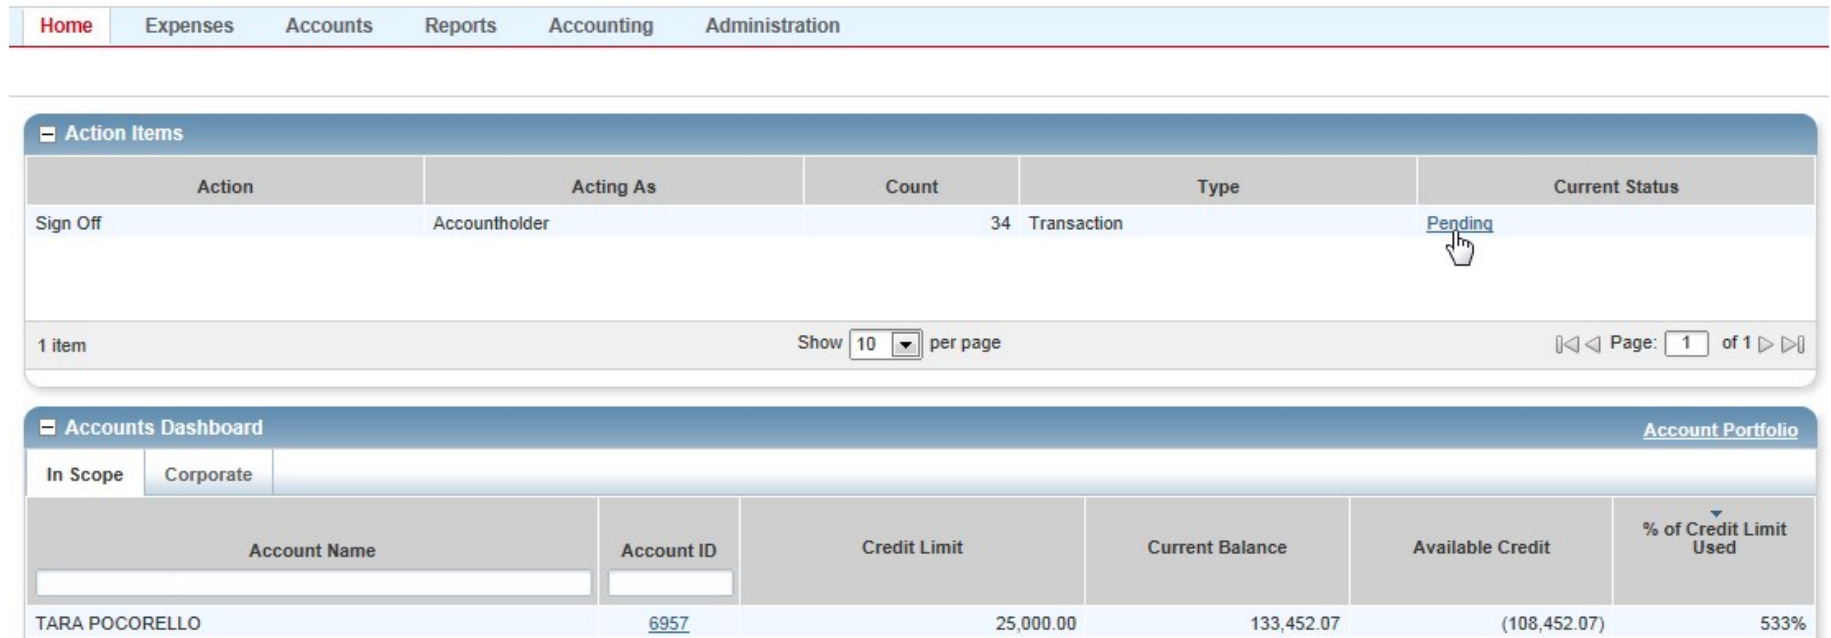 Home Expenses Accounts Reports Accounting Administration
Action Items
Action Acting As Count Type Current Status
Sign Off Accountholder 34 Transaction Pending
1 item Show 10 per page Page: 1 of 1
Accounts Dashboard Account Portfolio
In Scope Corporate
Account Name Account ID Credit Limit Current Balance Available Credit % of Credit Limit
Used
TARA POCORELLO 6957 25,000.00 133,452.07 (108,452.07) 533%